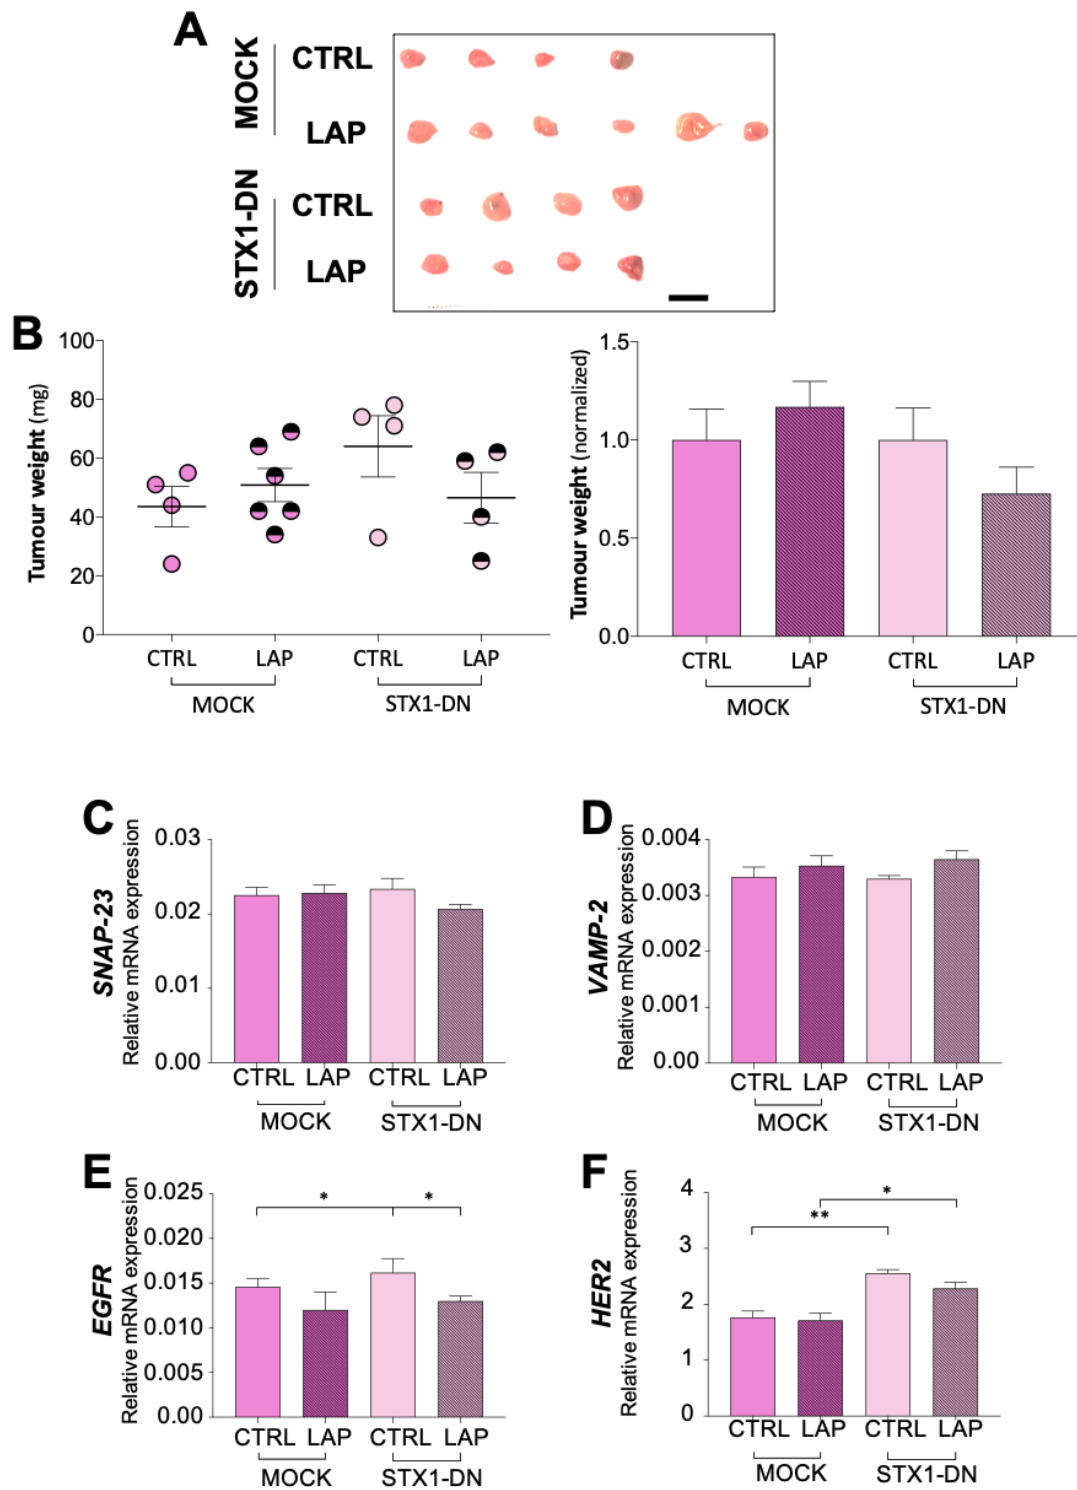 A
MOCK
CTRL
LAP
STX1-DN
CTRL
LAP
B
Tumour weight (mg)
100
80
60
40
20
0
CTRL LAP CTRL LAP
MOCK STX1-DN
Tumour weight (normalized)
1.5
1.0
0.5
0.0
CTRL LAP CTRL LAP
MOCK STX1-DN
C
SNAP-23
Relative mRNA expression
0.03
0.02
0.01
0.00
CTRL LAP CTRL LAP
MOCK STX1-DN
D
VAMP-2
Relative mRNA expression
0.004
0.003
0.002
0.001
0.00
CTRL LAP CTRL LAP
MOCK STX1-DN
E
EGFR
Relative mRNA expression
0.025
0.020
0.015
0.010
0.005
0.00
* *
CTRL LAP CTRL LAP
MOCK STX1-DN
F
HER2
Relative mRNA expression
4
3
2
1
0
*
**
CTRL LAP CTRL LAP
MOCK STX1-DN